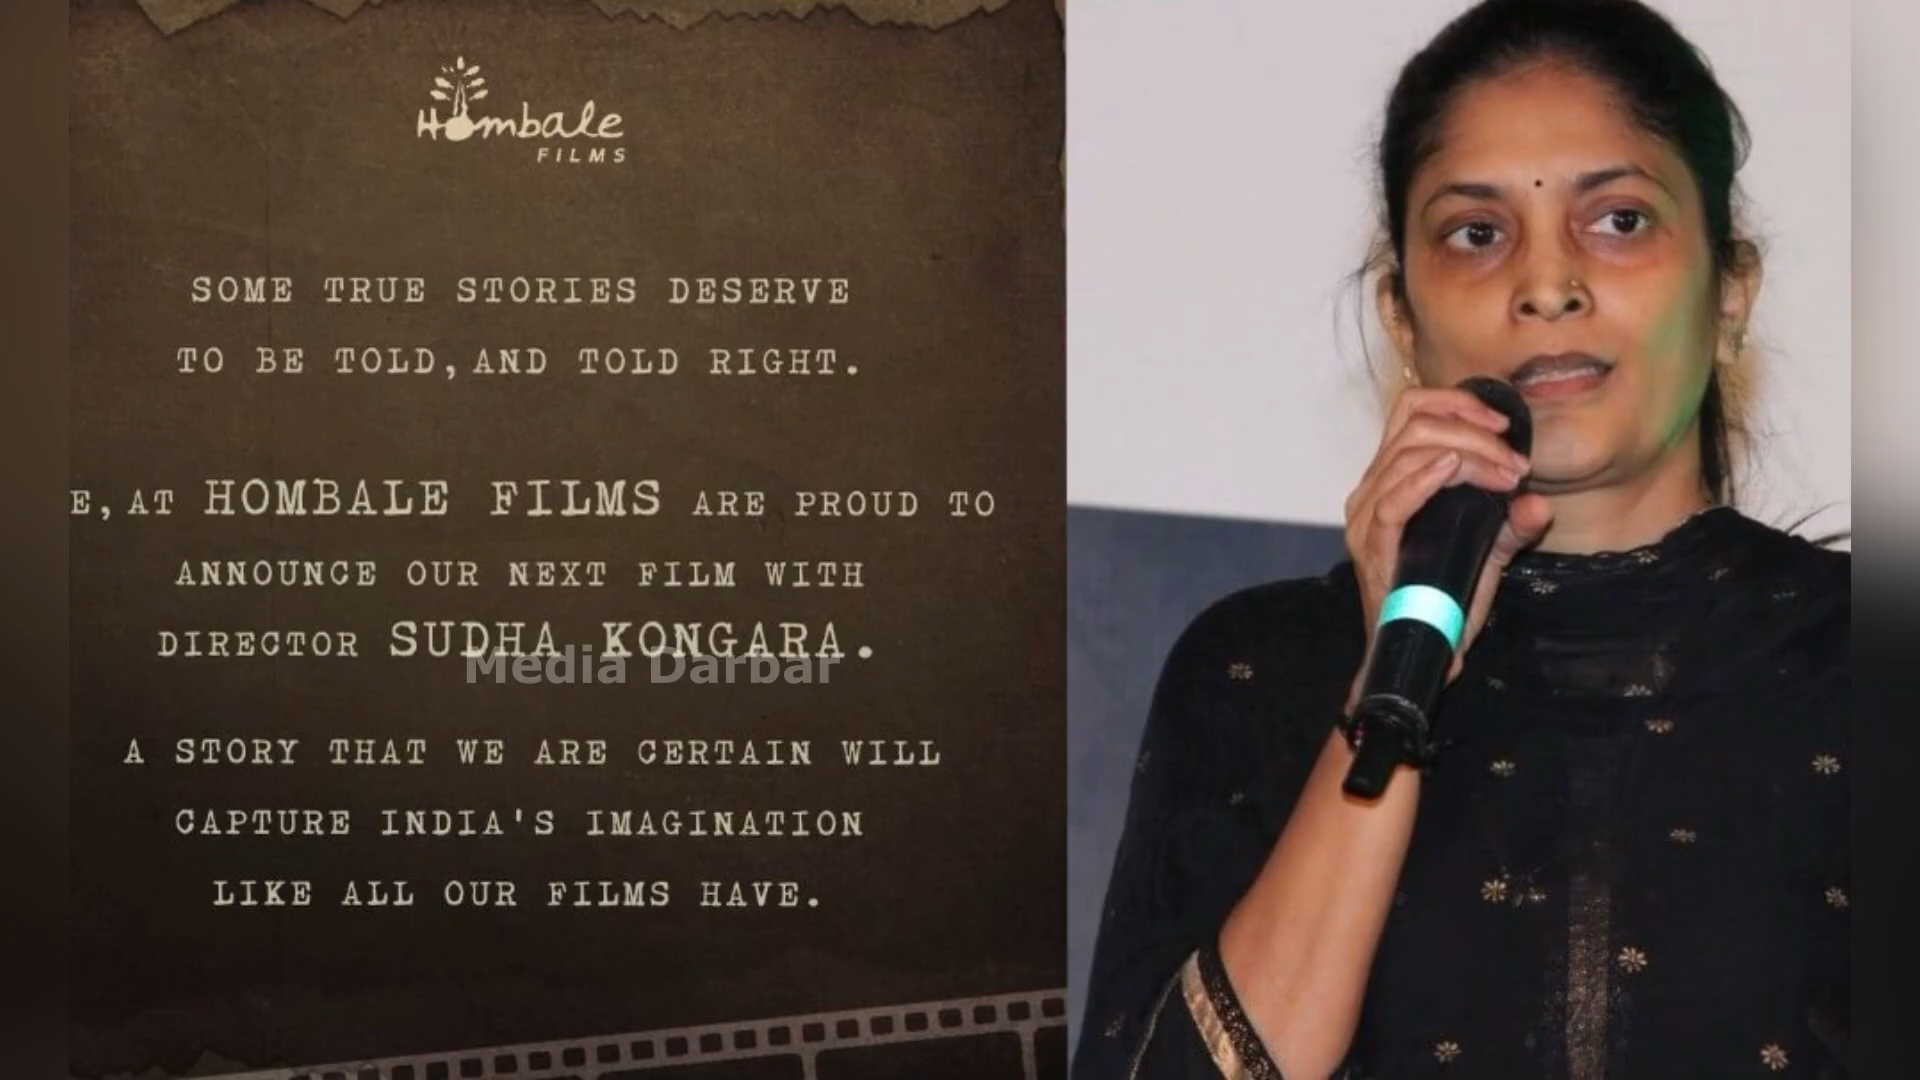 Hombale
FILMS
SOME TRUE STORIES DESERVE
TO BE TOLD, AND TOLD RIGHT.
E, AT HOMBALE FILMS ARE PROUD TO
ANNOUNCE OUR NEXT FILM WITH
DIRECTOR SUDHA KONGARA.
Media Darbar
A STORY THAT WE ARE CERTAIN WILL
CAPTURE INDIA'S IMAGINATION
LIKE ALL OUR FILMS HAVE.